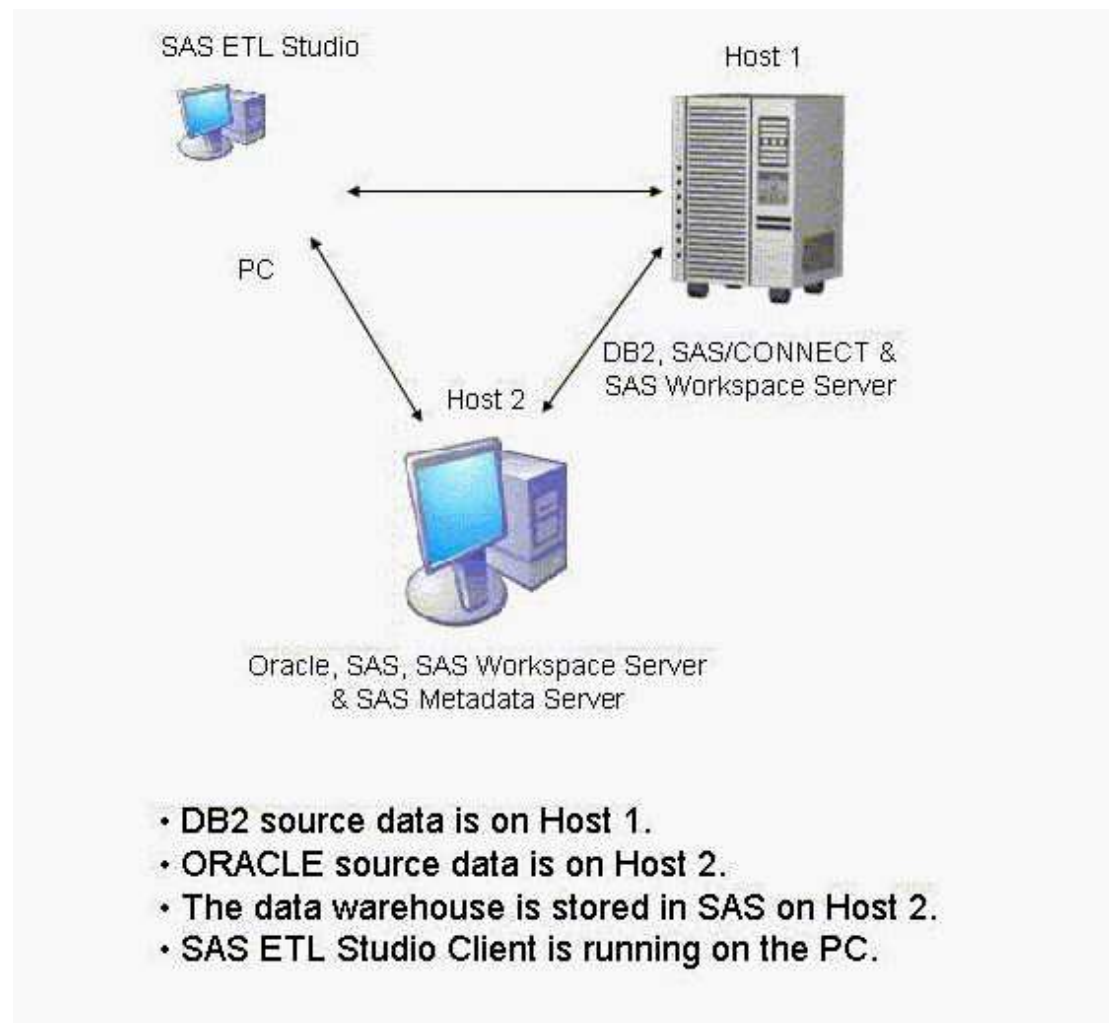 SAS ETL Studio
Host 1
PC
DB2, SAS/CONNECT &
SAS Workspace Server
Host 2
Oracle, SAS, SAS Workspace Server
& SAS Metadata Server
• DB2 source data is on Host 1.
• ORACLE source data is on Host 2.
• The data warehouse is stored in SAS on Host 2.
• SAS ETL Studio Client is running on the PC.